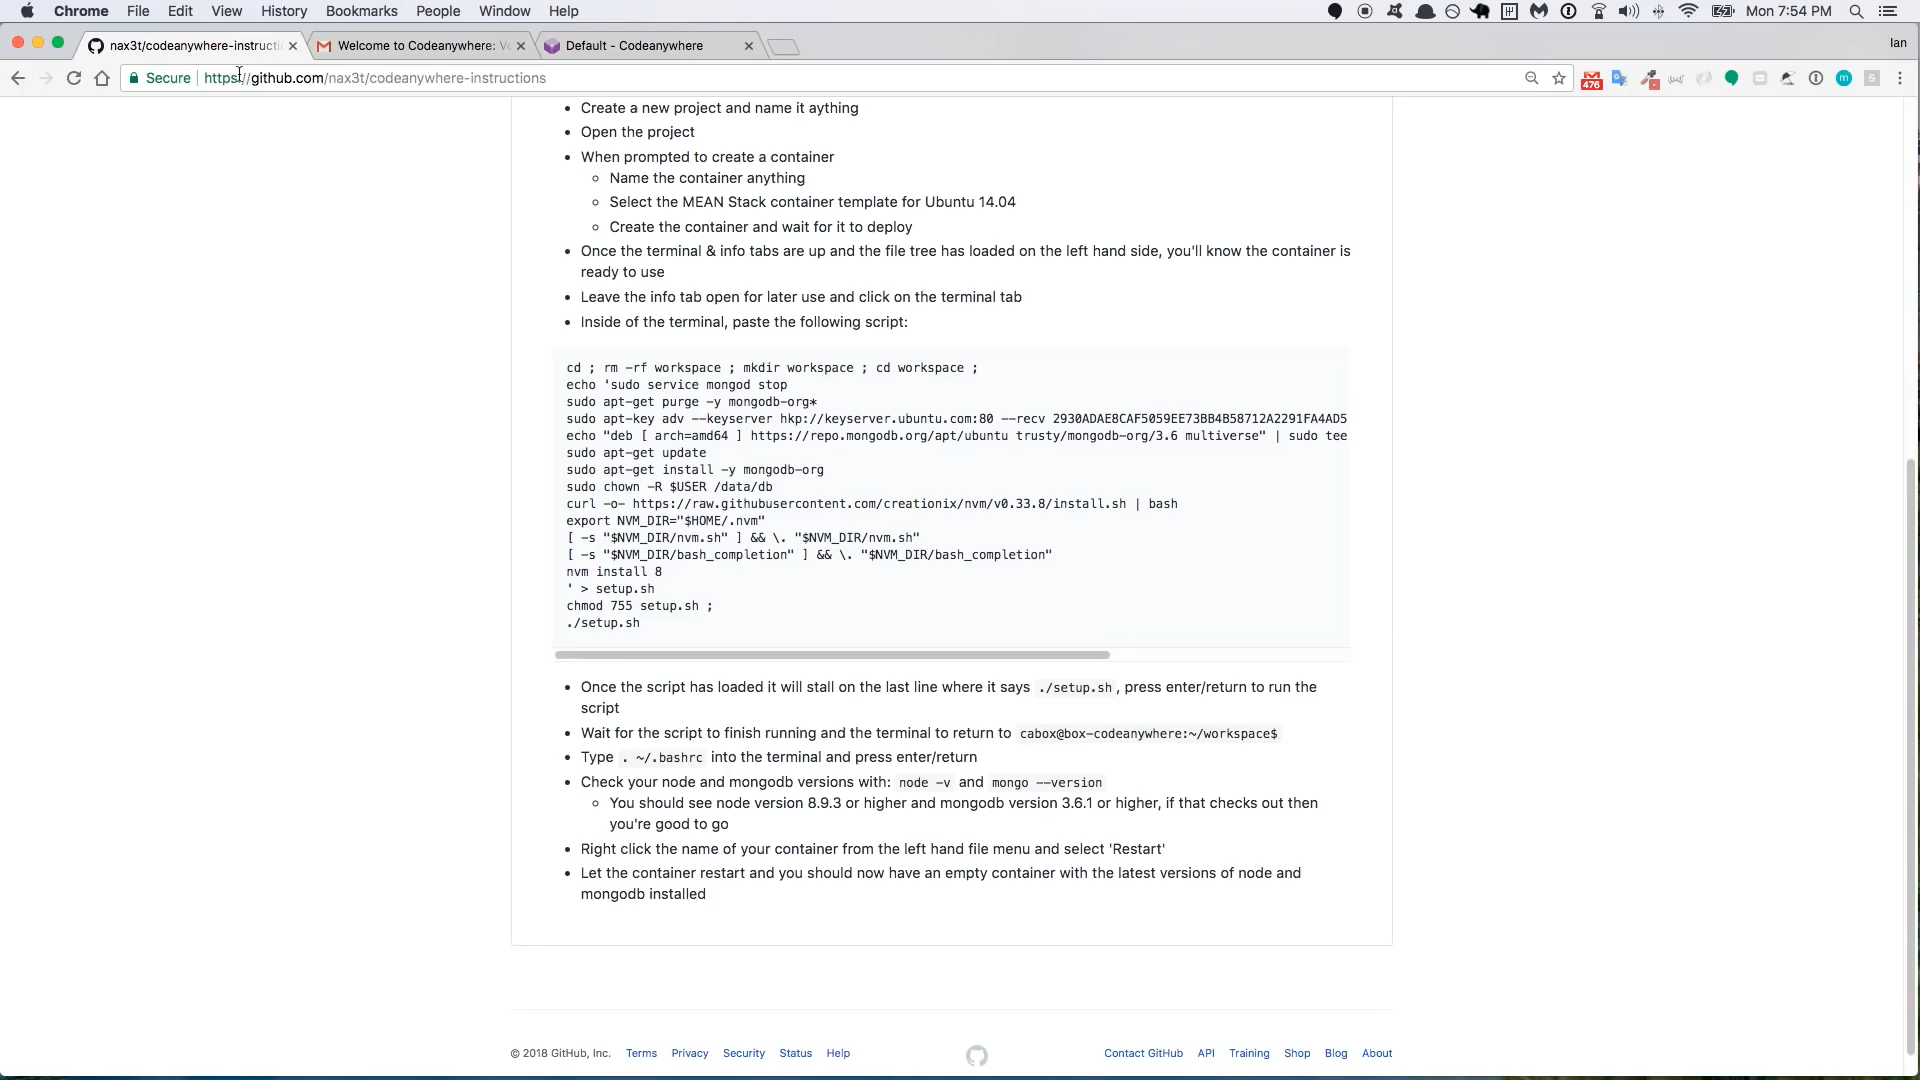 Chrome File Edit View History Bookmarks People Window Help Mon 7:54 PM
nax3t/codeanywhere-instructi Welcome to Codeanywhere: Ve Default - Codeanywhere Ian
Secure https://github.com/nax3t/codeanywhere-instructions 476
Create a new project and name it aything
Open the project
When prompted to create a container
Name the container anything
Select the MEAN Stack container template for Ubuntu 14.04
Create the container and wait for it to deploy
Once the terminal & info tabs are up and the file tree has loaded on the left hand side, you'll know the container is
ready to use
Leave the info tab open for later use and click on the terminal tab
Inside of the terminal, paste the following script:
cd ; rm -rf workspace ; mkdir workspace ; cd workspace ;
echo 'sudo service mongod stop
sudo apt-get purge -y mongodb-org*
sudo apt-key adv --keyserver hkp://keyserver.ubuntu.com:80 --recv 2930ADAE8CAF5059EE73BB4B58712A2291FA4AD5
echo "deb [ arch=amd64 ] https://repo.mongodb.org/apt/ubuntu trusty/mongodb-org/3.6 multiverse" | sudo tee
sudo apt-get update
sudo apt-get install -y mongodb-org
sudo chown -R $USER /data/db
curl -o- https://raw.githubusercontent.com/creationix/nvm/v0.33.8/install.sh | bash
export NVM_DIR="$HOME/.nvm"
[ -s "$NVM_DIR/nvm.sh" ] && \. "$NVM_DIR/nvm.sh"
[ -s "$NVM_DIR/bash_completion" ] && \. "$NVM_DIR/bash_completion"
nvm install 8
' > setup.sh
chmod 755 setup.sh ;
./setup.sh
Once the script has loaded it will stall on the last line where it says ./setup.sh , press enter/return to run the
script
Wait for the script to finish running and the terminal to return to cabox@box-codeanywhere:~/workspace$
Type . ~/.bashrc into the terminal and press enter/return
Check your node and mongodb versions with: node -v and mongo --version
You should see node version 8.9.3 or higher and mongodb version 3.6.1 or higher, if that checks out then
you're good to go
Right click the name of your container from the left hand file menu and select 'Restart'
Let the container restart and you should now have an empty container with the latest versions of node and
mongodb installed
© 2018 GitHub, Inc. Terms Privacy Security Status Help Contact GitHub API Training Shop Blog About